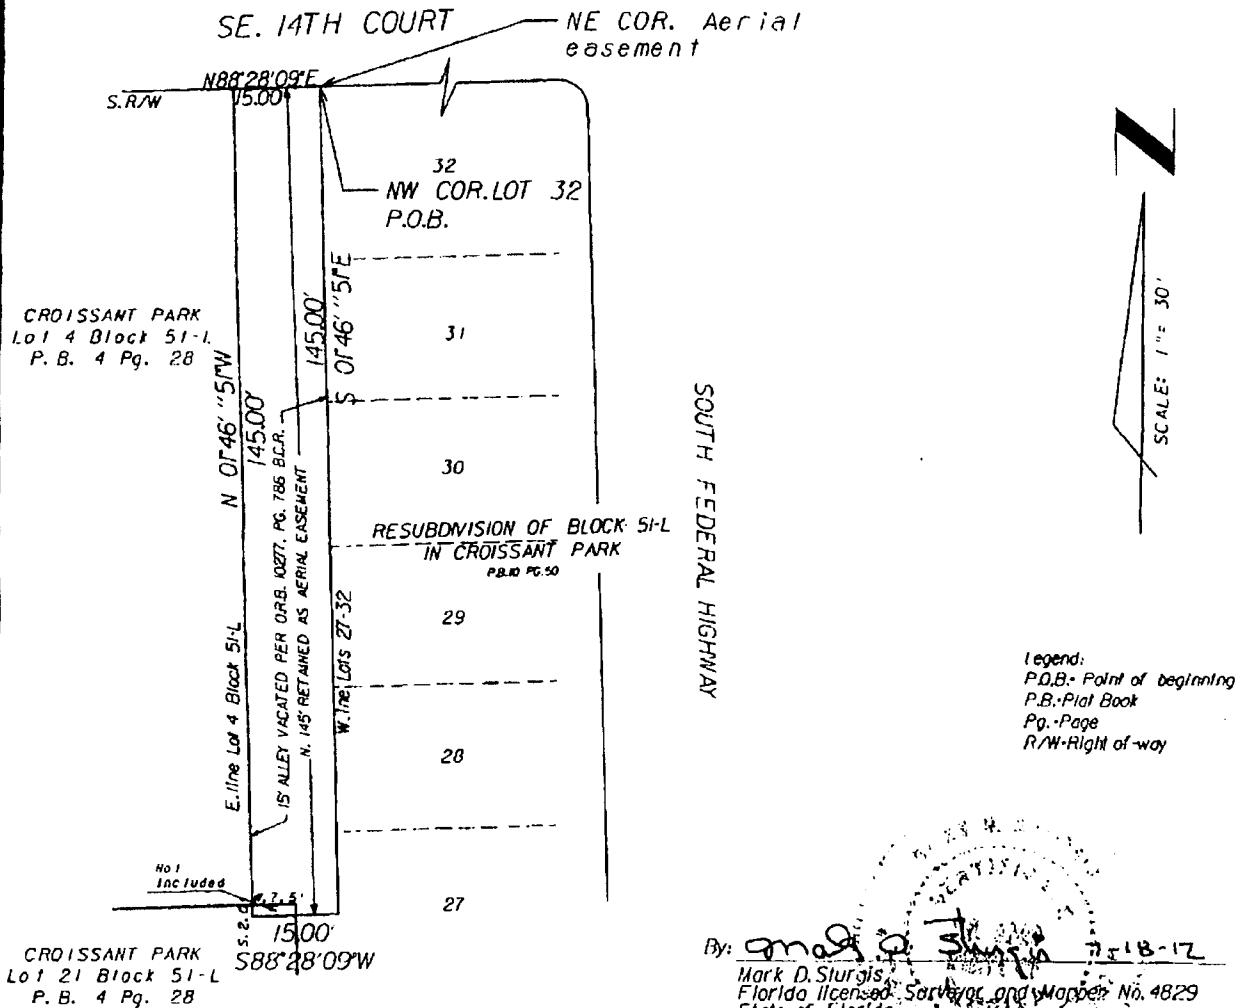 SE. 14TH COURT
NE COR. Aerial
easement
N88°28'09"E
S.R/W
15.00'
32
NW COR.LOT 32
P.O.B.
CROISSANT PARK
Lot 4 Block 51-L
P. B. 4 Pg. 28
N 01°46'"51"W
145.00'
145.00'
S 01°46'"51"E
31
30
15' ALLEY VACATED PER O.R.B. 10277, PG. 786 B.C.R.
N. 145' RETAINED AS AERIAL EASEMENT
RESUBDIVISION OF BLOCK 51-L
IN CROISSANT PARK
P.B.10 PG.50
SOUTH FEDERAL HIGHWAY
SCALE: 1"= 30'
E.line Lot 4 Block 51-L
W.line Lots 27-32
29
28
27
Legend:
P.O.B.- Point of beginning
P.B.-Plat Book
Pg.-Page
R/W-Right of-way
Not
Included
15.00'
S88°28'09"W
CROISSANT PARK
Lot 21 Block 51-L
P. B. 4 Pg. 28
By:
Mark D. Sturgis,
Florida licensed Surveyor and Mapper No. 4829